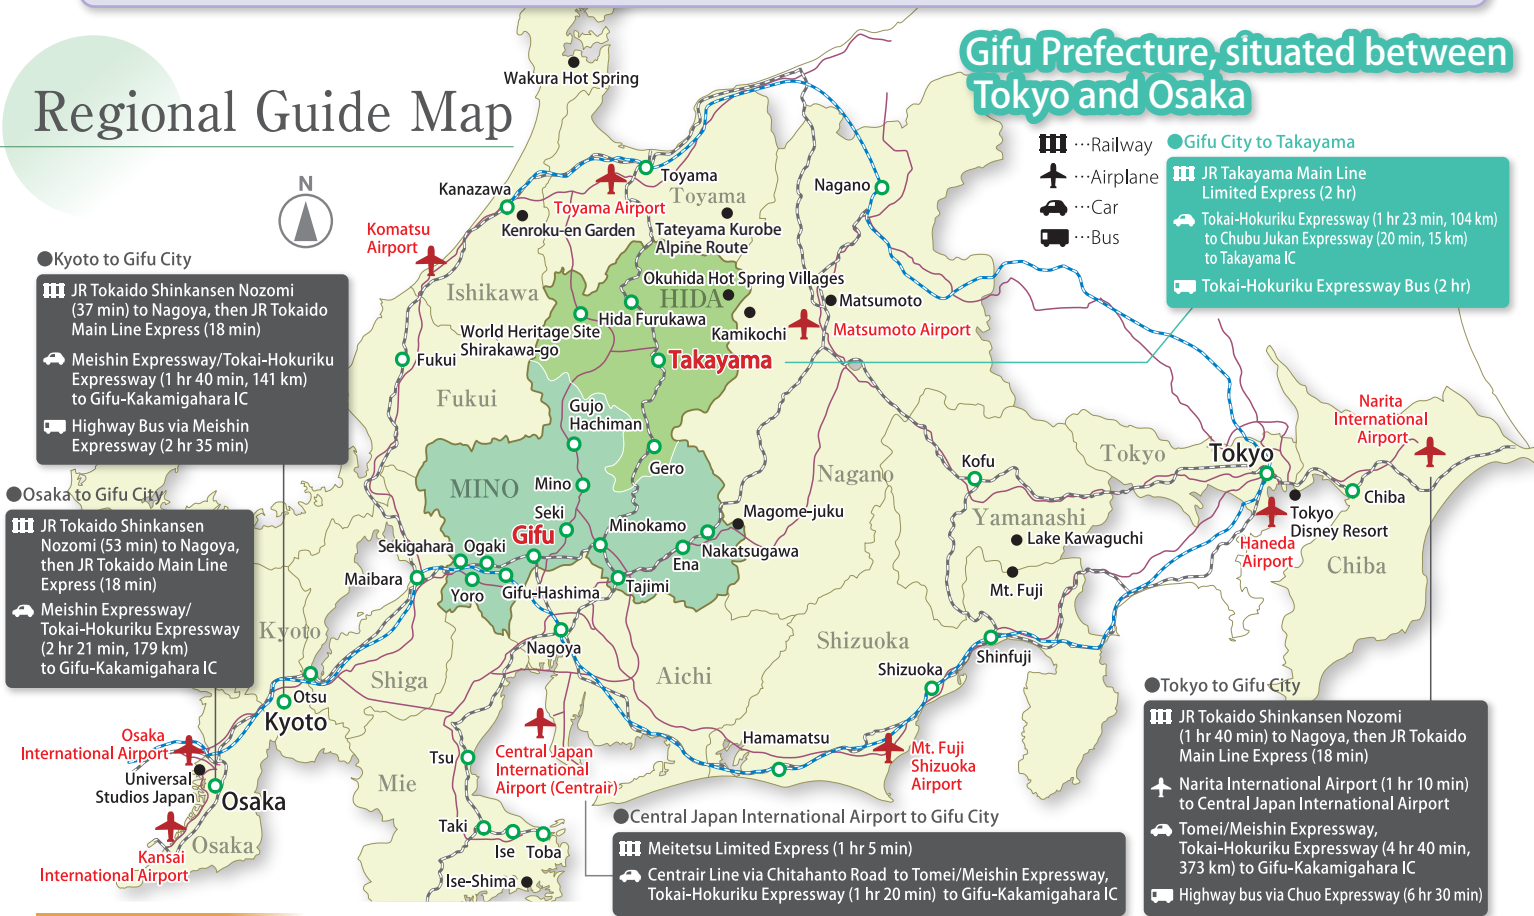 Regional Guide Map
Gifu Prefecture, situated between
Tokyo and Osaka
…Railway
…Airplane
…Car
…Bus
●Gifu City to Takayama
JR Takayama Main Line
Limited Express (2 hr)
Tokai-Hokuriku Expressway (1 hr 23 min, 104 km)
to Chubu Jukan Expressway (20 min, 15 km)
to Takayama IC
Tokai-Hokuriku Expressway Bus (2 hr)
N
●Kyoto to Gifu City
JR Tokaido Shinkansen Nozomi
(37 min) to Nagoya, then JR Tokaido
Main Line Express (18 min)
Meishin Expressway/Tokai-Hokuriku
Expressway (1 hr 40 min, 141 km)
to Gifu-Kakamigahara IC
Highway Bus via Meishin
Expressway (2 hr 35 min)
●Osaka to Gifu City
JR Tokaido Shinkansen
Nozomi (53 min) to Nagoya,
then JR Tokaido Main Line
Express (18 min)
Meishin Expressway/
Tokai-Hokuriku Expressway
(2 hr 21 min, 179 km)
to Gifu-Kakamigahara IC
Wakura Hot Spring
Kanazawa
Toyama
Toyama
Toyama Airport
Nagano
Komatsu
Airport
Kenroku-en Garden
Tateyama Kurobe
Alpine Route
Ishikawa
Okuhida Hot Spring Villages
HIDA
Matsumoto
Hida Furukawa
World Heritage Site
Shirakawa-go
Kamikochi
Matsumoto Airport
Fukui
Takayama
Fukui
Gujo
Hachiman
Narita
International
Airport
Gero
Nagano
Kofu
Tokyo
Tokyo
MINO
Mino
Chiba
Seki
Minokamo
Magome-juku
Yamanashi
Tokyo
Disney Resort
Gifu
Sekigahara
Ogaki
Nakatsugawa
Lake Kawaguchi
Haneda
Airport
Ena
Chiba
Maibara
Yoro
Gifu-Hashima
Tajimi
Mt. Fuji
Kyoto
Nagoya
Shizuoka
Shinfuji
Shiga
Aichi
Shizuoka
Otsu
Kyoto
Osaka
International Airport
Universal
Studios Japan
Osaka
Kansai
International Airport
Osaka
Tsu
Mie
Central Japan
International
Airport (Centrair)
Hamamatsu
Mt. Fuji
Shizuoka
Airport
Taki
Ise
Toba
Ise-Shima
●Central Japan International Airport to Gifu City
Meitetsu Limited Express (1 hr 5 min)
Centrair Line via Chitahanto Road to Tomei/Meishin Expressway,
Tokai-Hokuriku Expressway (1 hr 20 min) to Gifu-Kakamigahara IC
●Tokyo to Gifu City
JR Tokaido Shinkansen Nozomi
(1 hr 40 min) to Nagoya, then JR Tokaido
Main Line Express (18 min)
Narita International Airport (1 hr 10 min)
to Central Japan International Airport
Tomei/Meishin Expressway,
Tokai-Hokuriku Expressway (4 hr 40 min,
373 km) to Gifu-Kakamigahara IC
Highway bus via Chuo Expressway (6 hr 30 min)